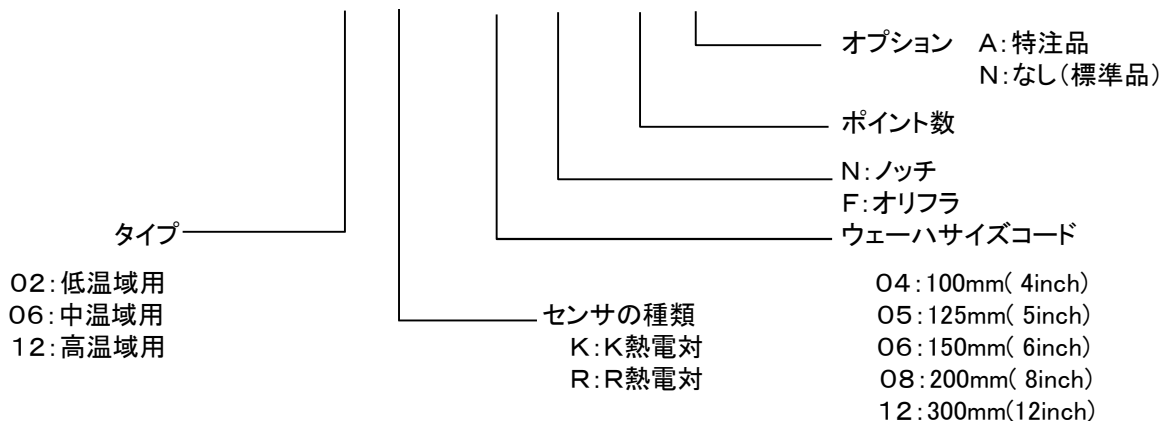 オプション A:特注品
N:なし(標準品)
ポイント数
N:ノッチ
F:オリフラ
ウェーハサイズコード
04:100mm( 4inch)
05:125mm( 5inch)
06:150mm( 6inch)
08:200mm( 8inch)
12:300mm(12inch)
センサの種類
K:K熱電対
R:R熱電対
タイプ
02:低温域用
06:中温域用
12:高温域用